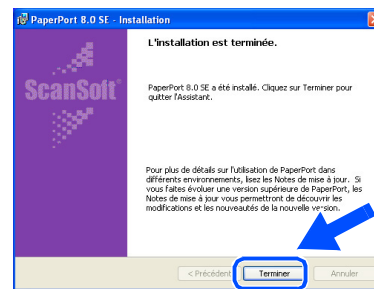 PaperPort 8.0 SE - Installation
L'installation est terminée.
ScanSoft®
PaperPort 8.0 SE a été installé. Cliquez sur Terminer pour
quitter l'Assistant.
Pour plus de détails sur l'utilisation de PaperPort dans
différents environnements, lisez les Notes de mise à jour. Si
vous faites évoluer une version supérieure de PaperPort, les
Notes de mise à jour vous permettront de découvrir les
modifications et les nouveautés de la nouvelle version.
< Précédent
Terminer
Annuler